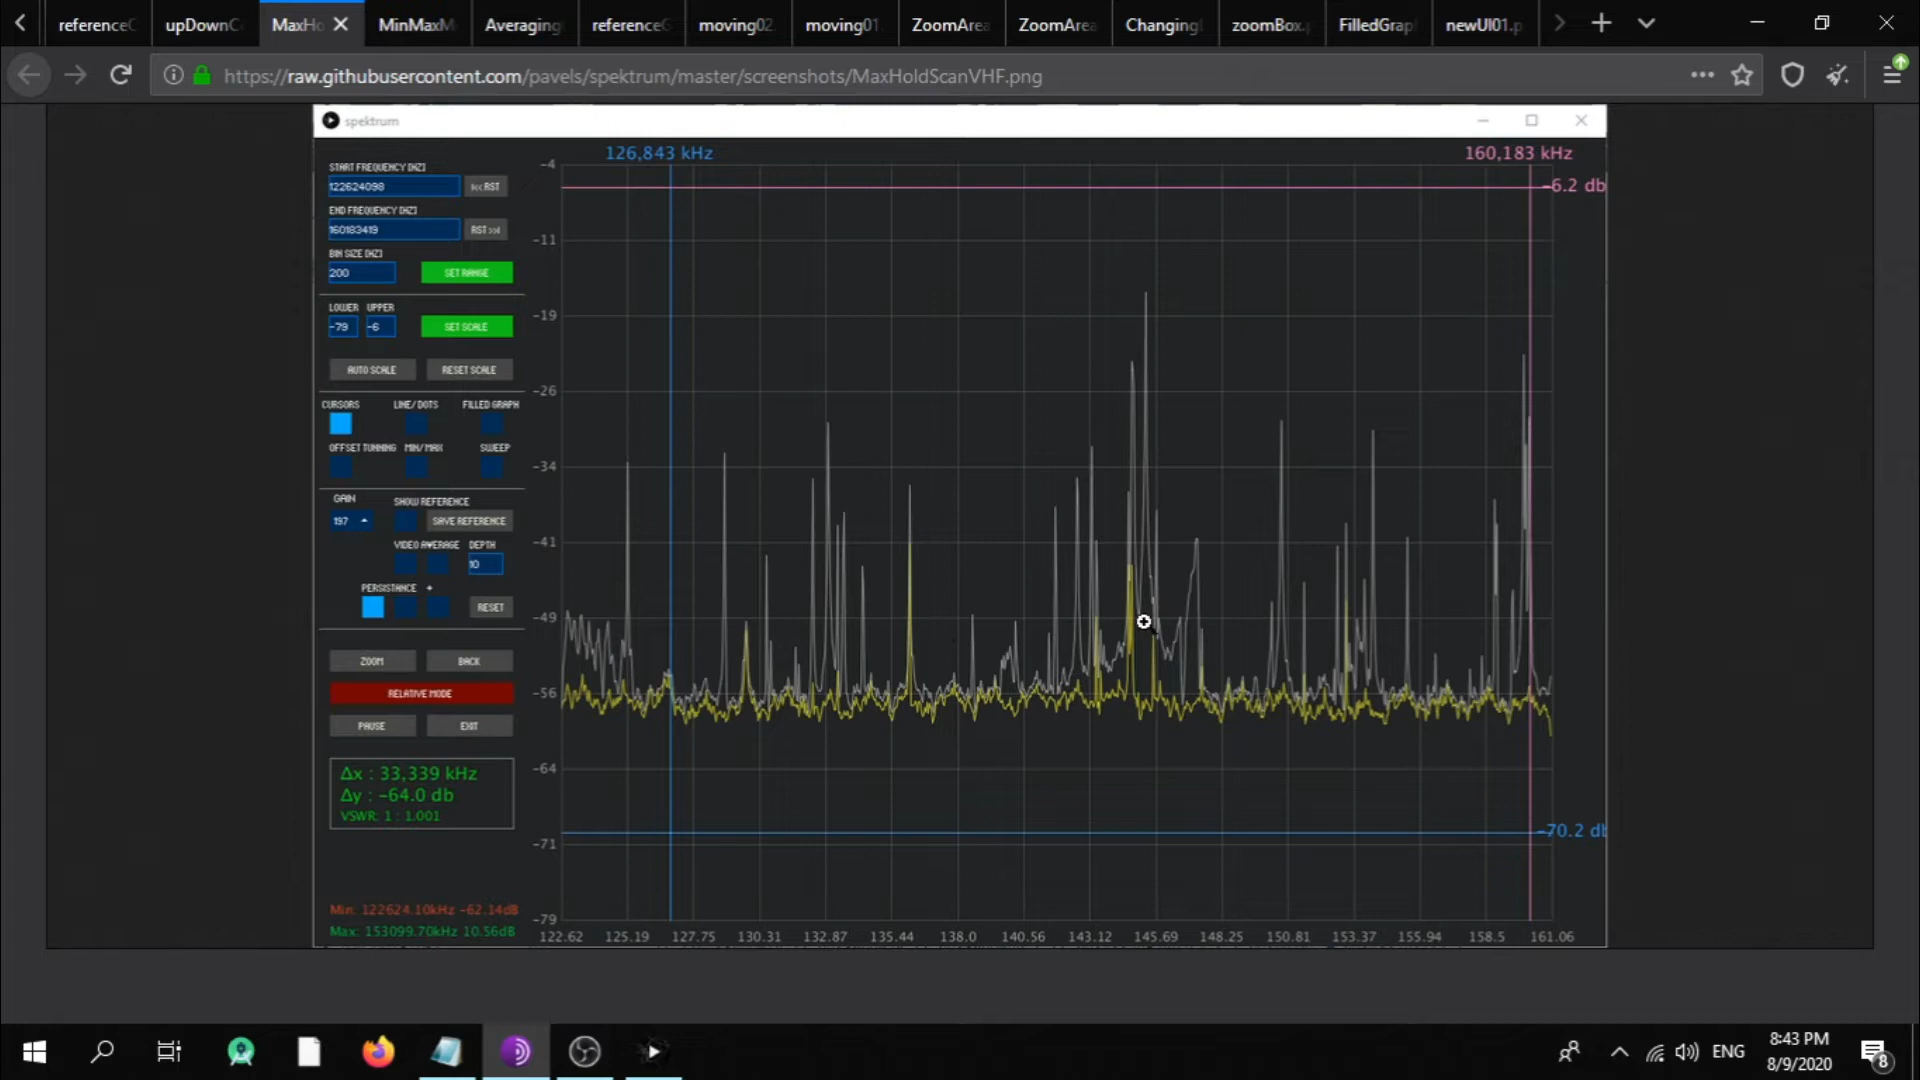 referenceG
upDownC
MaxHo
MinMaxM
Averaging
reference
moving02
moving01
ZoomArea
ZoomArea
Changing
zoomBox.
FilledGrap
newUI01.p
https://raw.githubusercontent.com/pavels/spektrum/master/screenshots/MaxHoldScanVHF.png
spektrum
126,843 kHz
160,183 kHz
START FREQUENCY [HZ]
122624098
|<< RST
END FREQUENCY [HZ]
160183419
RST >>|
BIN SIZE [HZ]
200
SET RANGE
LOWER UPPER
-79 -6
SET SCALE
AUTO SCALE
RESET SCALE
CURSORS LINE/DOTS FILLED GRAPH
OFFSET TUNNING MIN/MAX SWEEP
GAIN
197
SHOW REFERENCE
SAVE REFERENCE
VIDEO AVERAGE DEPTH
10
PERSISTANCE +
RESET
ZOOM
BACK
RELATIVE MODE
PAUSE
EXIT
Δx : 33,339 kHz
Δy : -64.0 db
VSWR: 1 : 1.001
Min: 122624.10kHz -62.14dB
Max: 153099.70kHz 10.56dB
-4
-6.2 db
-11
-19
-26
-34
-41
-49
-56
-64
-70.2 db
-71
-79
122.62 125.19 127.75 130.31 132.87 135.44 138.0 140.56 143.12 145.69 148.25 150.81 153.37 155.94 158.5 161.06
ENG
8:43 PM
8/9/2020
8